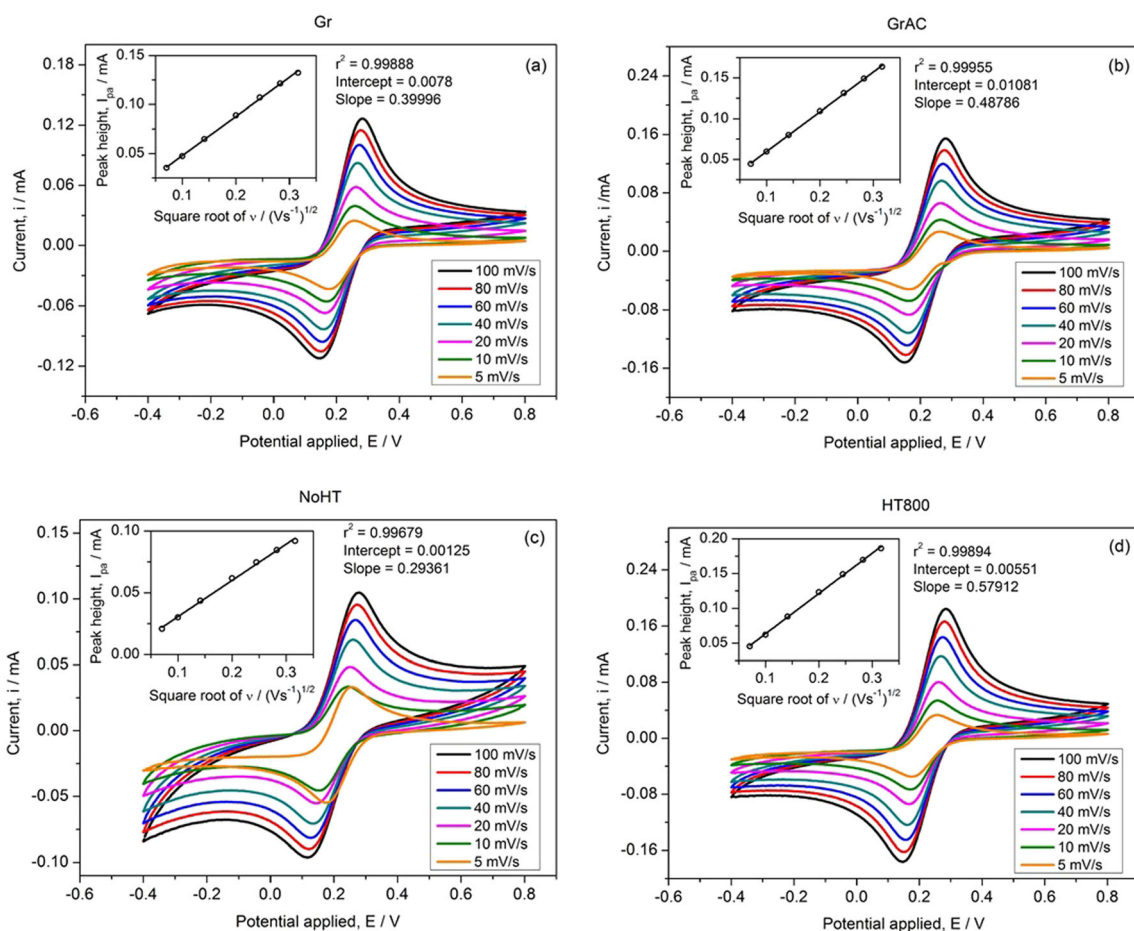 Gr
(a)
r² = 0.99888
Intercept = 0.0078
Slope = 0.39996
Peak height, Iₚₐ / mA
0.15
0.10
0.05
0.1 0.2 0.3
Square root of ν / (Vs⁻¹)¹ᐟ²
Current, i / mA
0.18
0.12
0.06
0.00
-0.06
-0.12
100 mV/s
80 mV/s
60 mV/s
40 mV/s
20 mV/s
10 mV/s
5 mV/s
-0.6 -0.4 -0.2 0.0 0.2 0.4 0.6 0.8
Potential applied, E / V
GrAC
(b)
r² = 0.99955
Intercept = 0.01081
Slope = 0.48786
Peak height, Iₚₐ / mA
0.15
0.10
0.05
0.1 0.2 0.3
Square root of ν / (Vs⁻¹)¹ᐟ²
Current, i /mA
0.24
0.16
0.08
0.00
-0.08
-0.16
100 mV/s
80 mV/s
60 mV/s
40 mV/s
20 mV/s
10 mV/s
5 mV/s
-0.6 -0.4 -0.2 0.0 0.2 0.4 0.6 0.8
Potential applied, E / V
NoHT
(c)
r² = 0.99679
Intercept = 0.00125
Slope = 0.29361
Peak height, Iₚₐ / mA
0.10
0.05
0.00
0.1 0.2 0.3
Square root of ν / (Vs⁻¹)¹ᐟ²
Current, i / mA
0.15
0.10
0.05
0.00
-0.05
-0.10
100 mV/s
80 mV/s
60 mV/s
40 mV/s
20 mV/s
10 mV/s
5 mV/s
-0.6 -0.4 -0.2 0.0 0.2 0.4 0.6 0.8
Potential applied, E / V
HT800
(d)
r² = 0.99894
Intercept = 0.00551
Slope = 0.57912
Peak height, Iₚₐ / mA
0.20
0.15
0.10
0.05
0.1 0.2 0.3
Square root of ν / (Vs⁻¹)¹ᐟ²
Current, i / mA
0.24
0.16
0.08
0.00
-0.08
-0.16
100 mV/s
80 mV/s
60 mV/s
40 mV/s
20 mV/s
10 mV/s
5 mV/s
-0.6 -0.4 -0.2 0.0 0.2 0.4 0.6 0.8
Potential applied, E / V